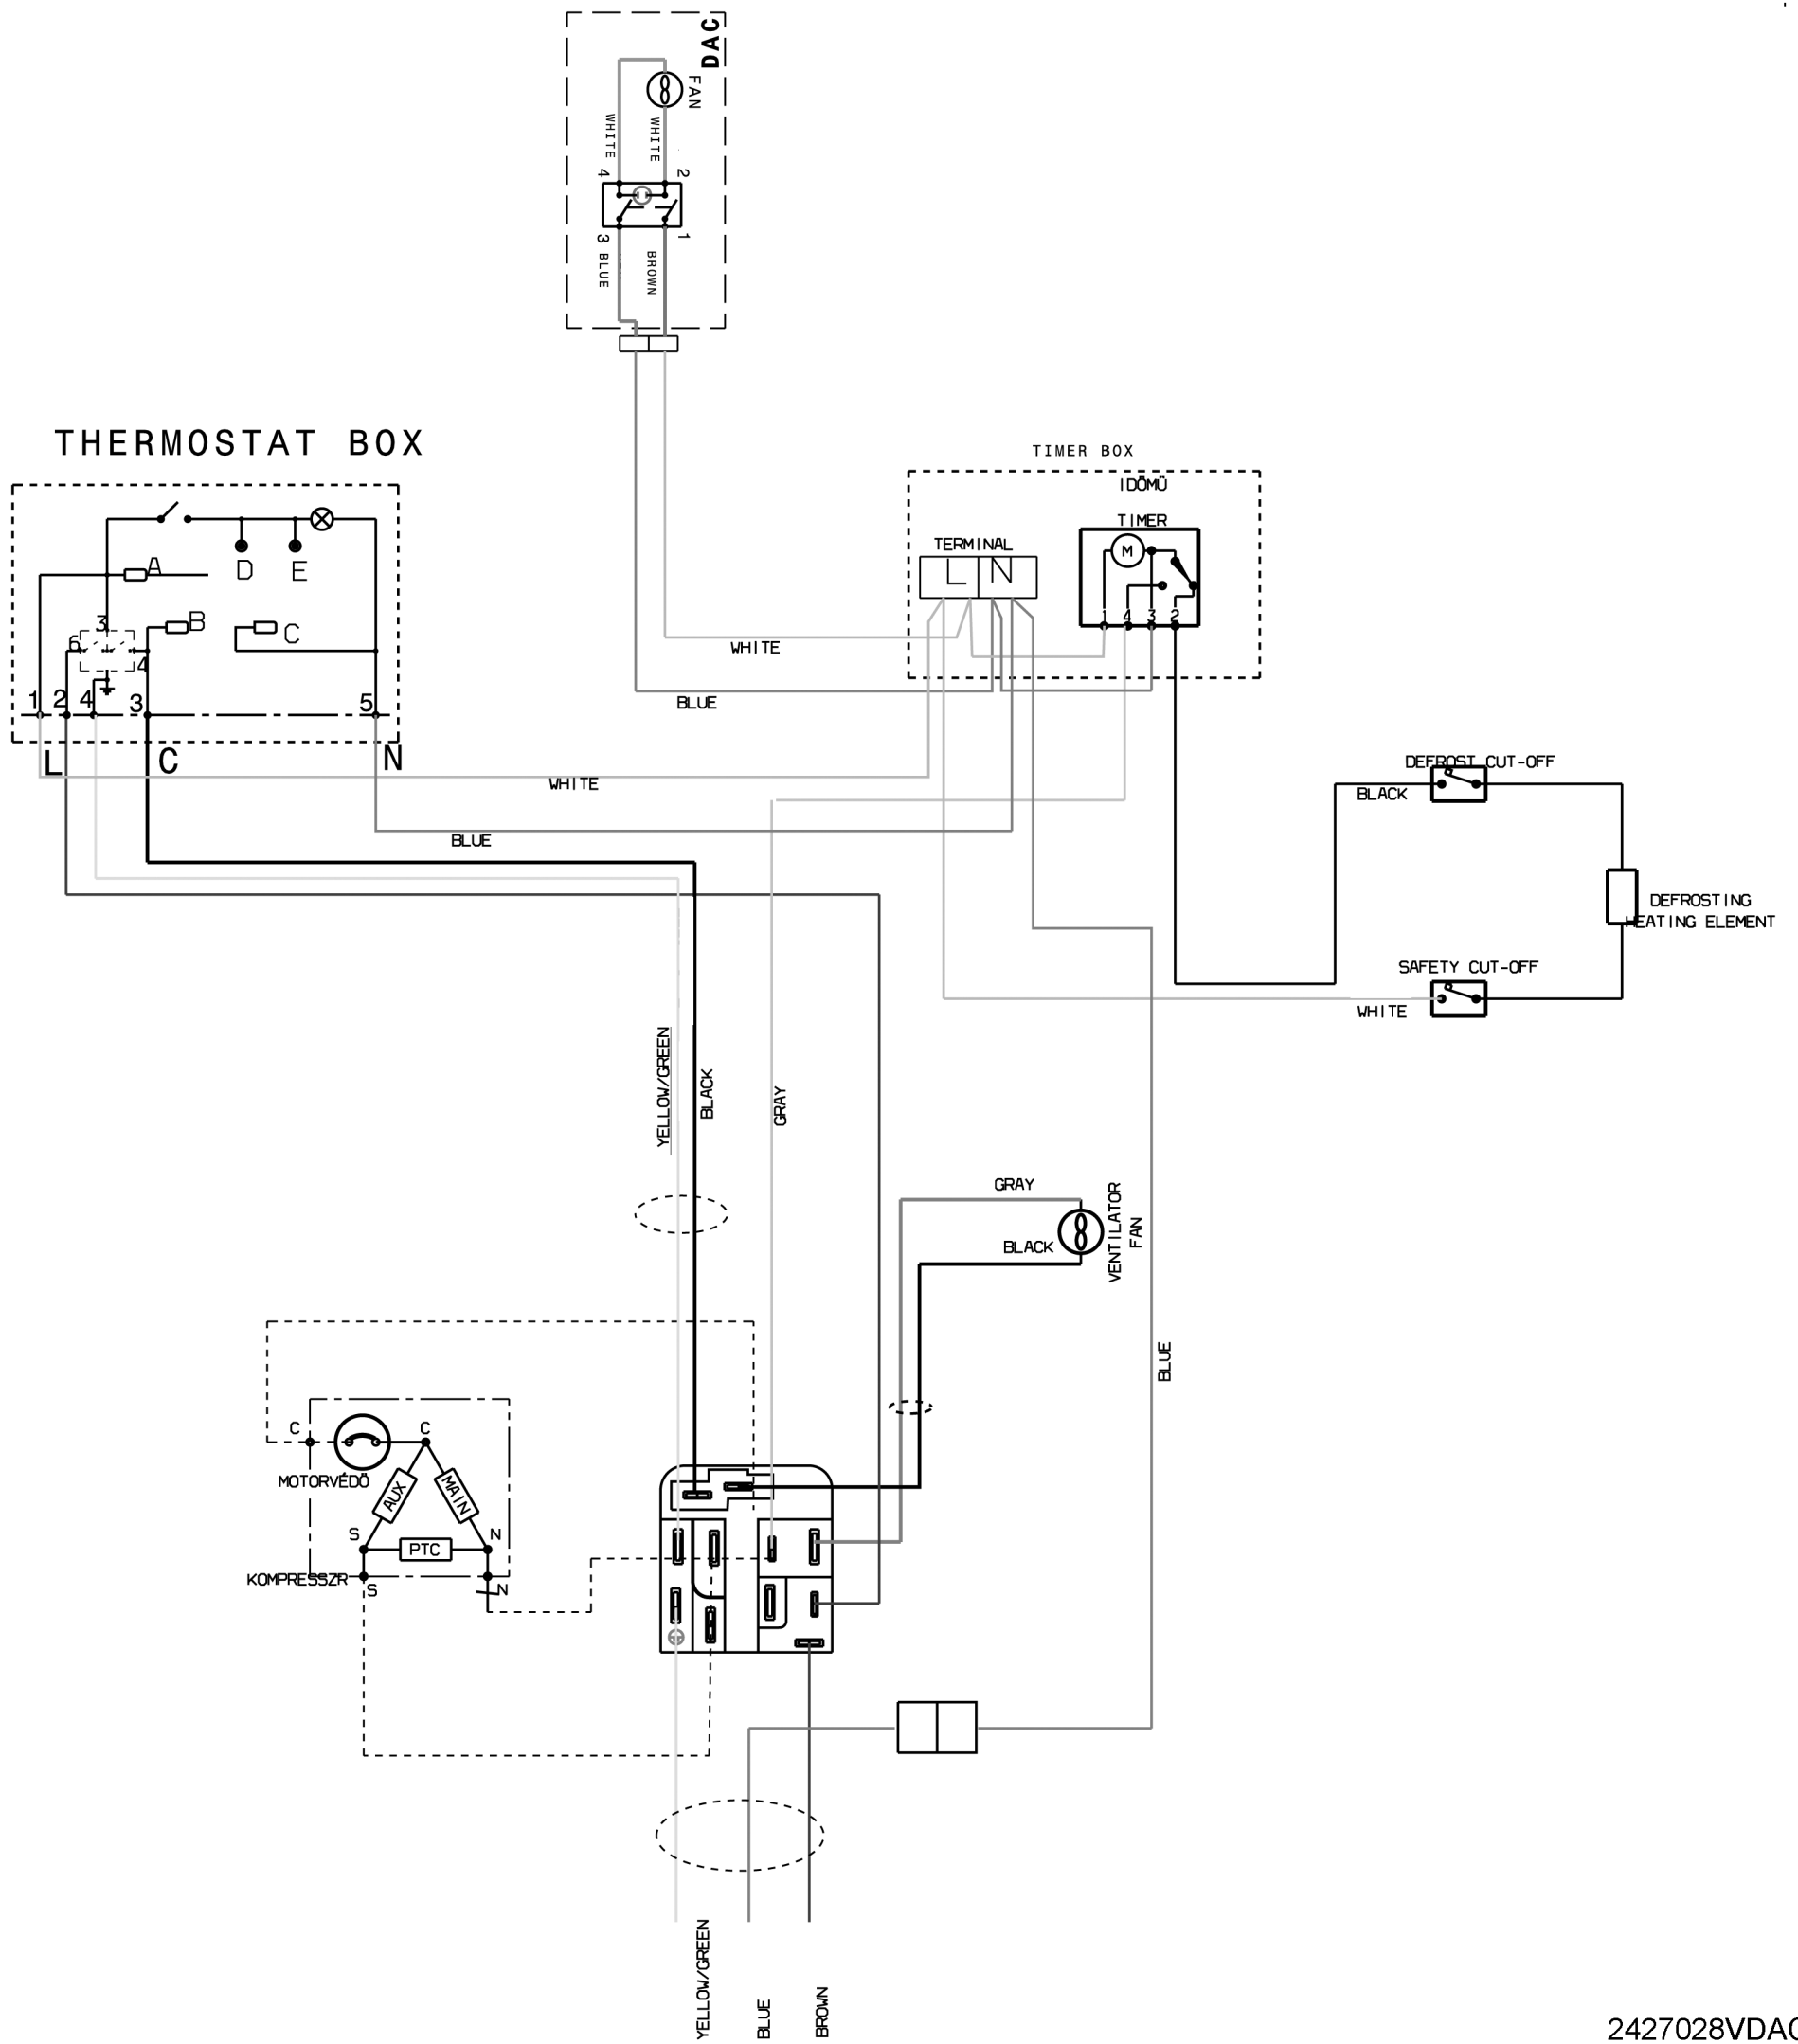 DAC
FAN
WHITE
WHITE
4
2
3
1
BLUE
BROWN
THERMOSTAT BOX
A
D
E
3
B
C
6
4
1
2
4
3
5
L
C
N
TIMER BOX
IDÖMÜ
TIMER
TERMINAL
L
N
M
1
4
3
2
WHITE
BLUE
WHITE
BLUE
DEFROST CUT-OFF
BLACK
DEFROSTING
HEATING ELEMENT
SAFETY CUT-OFF
WHITE
YELLOW/GREEN
BLACK
GRAY
GRAY
BLACK
VENTILATOR
FAN
BLUE
C
C
MOTORVÉDÖ
AUX
MAIN
S
PTC
N
KOMPRESSZR
S
N
YELLOW/GREEN
BLUE
BROWN